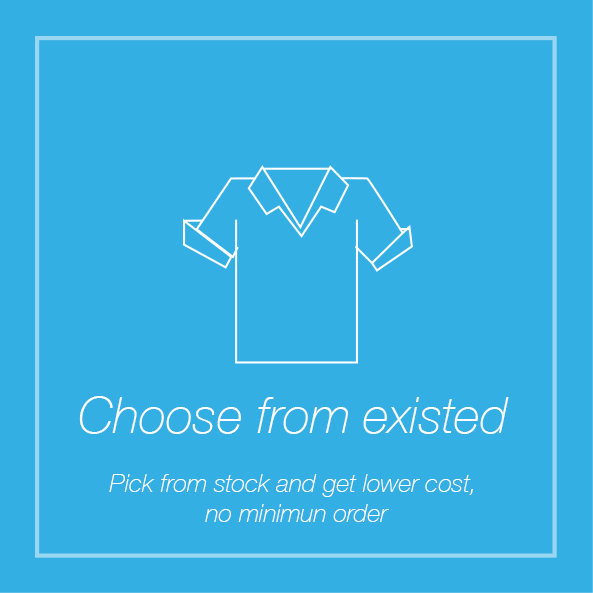 Choose from existed
Pick from stock and get lower cost,
no minimun order